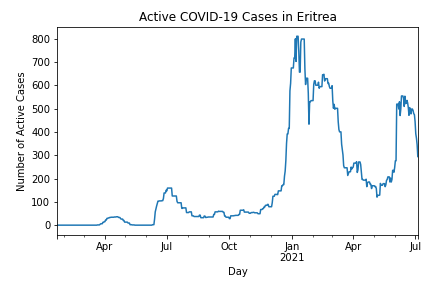 Active COVID-19 Cases in Eritrea
Number of Active Cases
800
700
600
500
400
300
200
100
0
Apr Jul Oct Jan Apr Jul
2021
Day